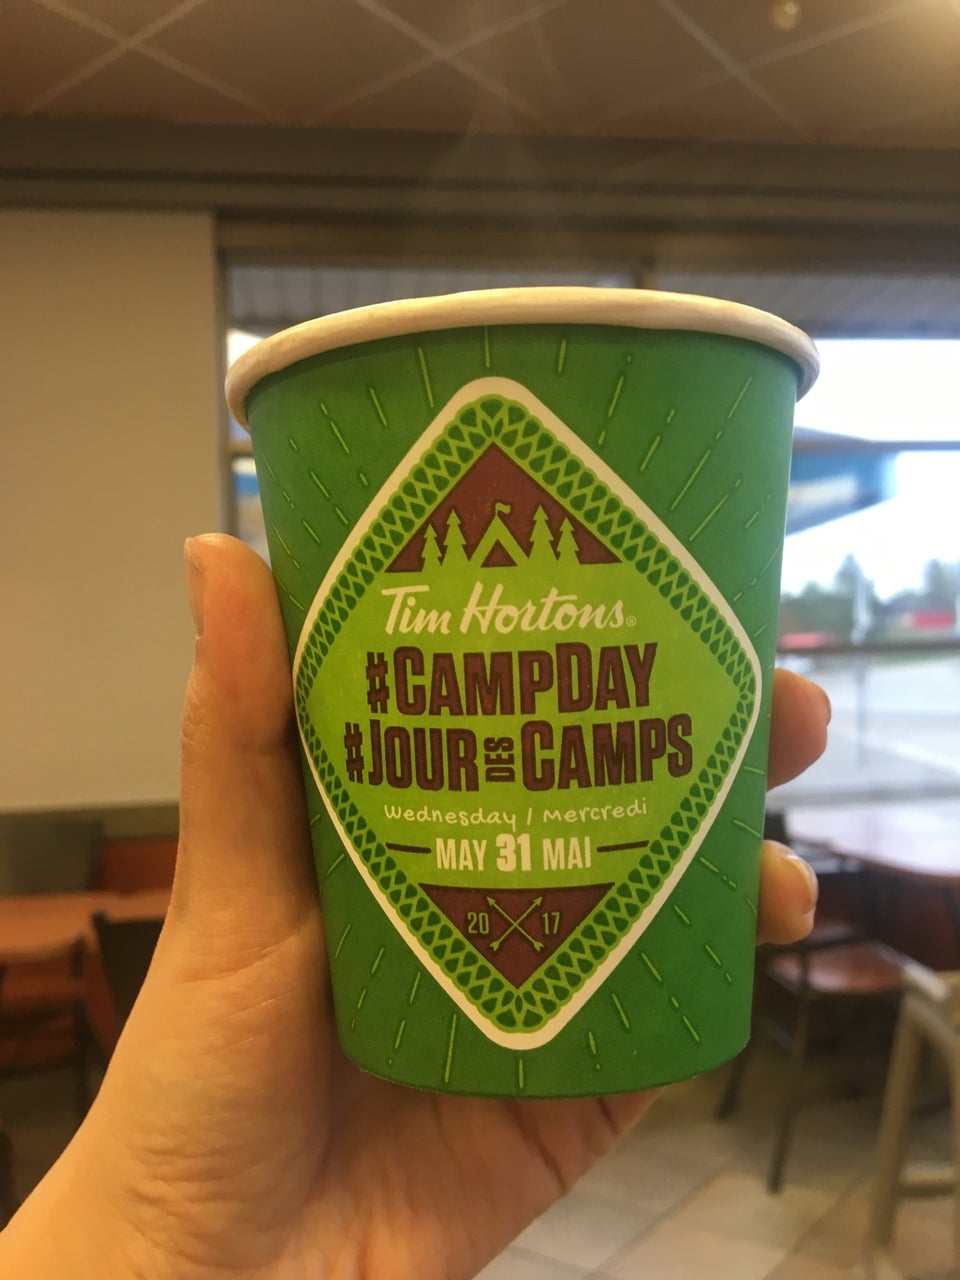 Tim Hortons®
#CAMPDAY
#JOUR DES CAMPS
Wednesday / Mercredi
MAY 31 MAI
20 17